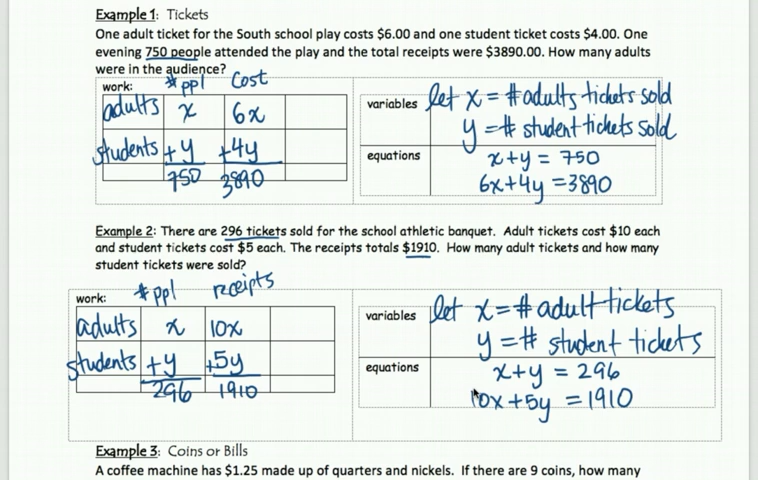 Example 1: Tickets
One adult ticket for the South school play costs $6.00 and one student ticket costs $4.00. One
evening 750 people attended the play and the total receipts were $3890.00. How many adults
were in the audience?
work: # ppl Cost
adults x 6x
students +y +4y
750 3890
variables let x = # adults tickets sold
y = # student tickets sold
equations x+y = 750
6x+4y = 3890
Example 2: There are 296 tickets sold for the school athletic banquet. Adult tickets cost $10 each
and student tickets cost $5 each. The receipts totals $1910. How many adult tickets and how many
student tickets were sold?
work: # ppl receipts
adults x 10x
students +y +5y
296 1910
variables let x = # adult tickets
y = # student tickets
equations x+y = 296
10x+5y = 1910
Example 3: Coins or Bills
A coffee machine has $1.25 made up of quarters and nickels. If there are 9 coins, how many